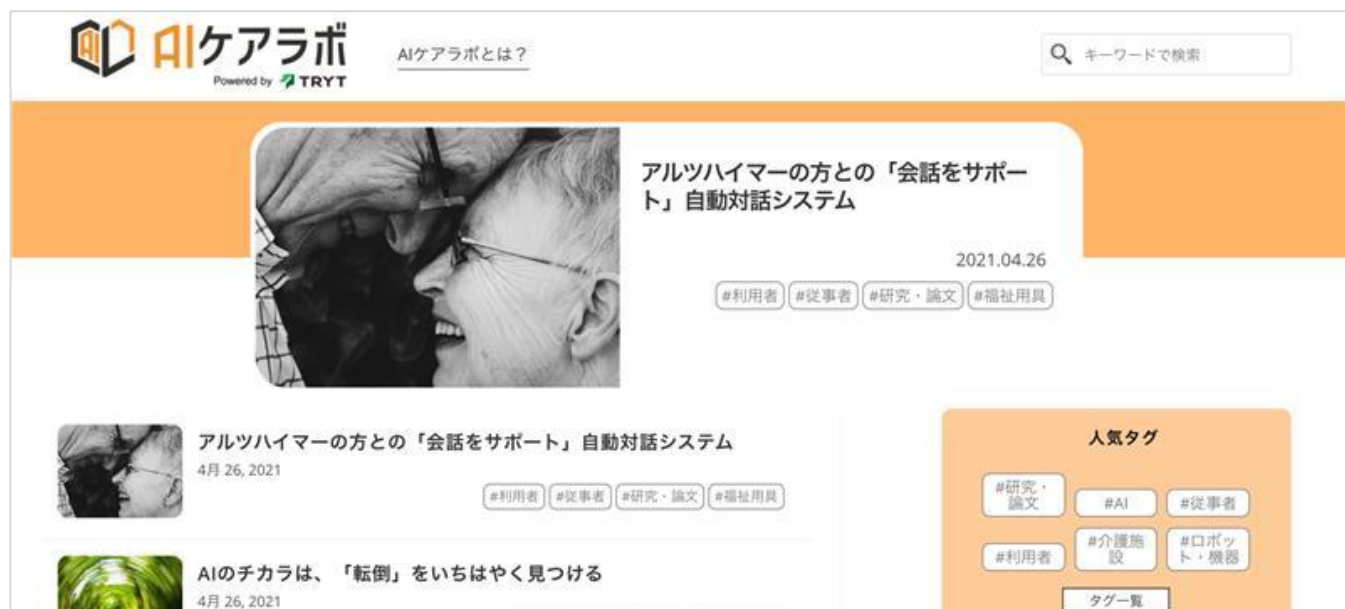 AIケアラボ
Powered by TRYT
AIケアラボとは？
キーワードで検索
アルツハイマーの方との「会話をサポー
ト」自動対話システム
2021.04.26
#利用者 #従事者 #研究・論文 #福祉用具
アルツハイマーの方との「会話をサポート」自動対話システム
4月 26, 2021
#利用者 #従事者 #研究・論文 #福祉用具
AIのチカラは、「転倒」をいちはやく見つける
4月 26, 2021
人気タグ
#研究・
論文
#AI
#従事者
#利用者
#介護施
設
#ロボッ
ト・機器
タグ一覧